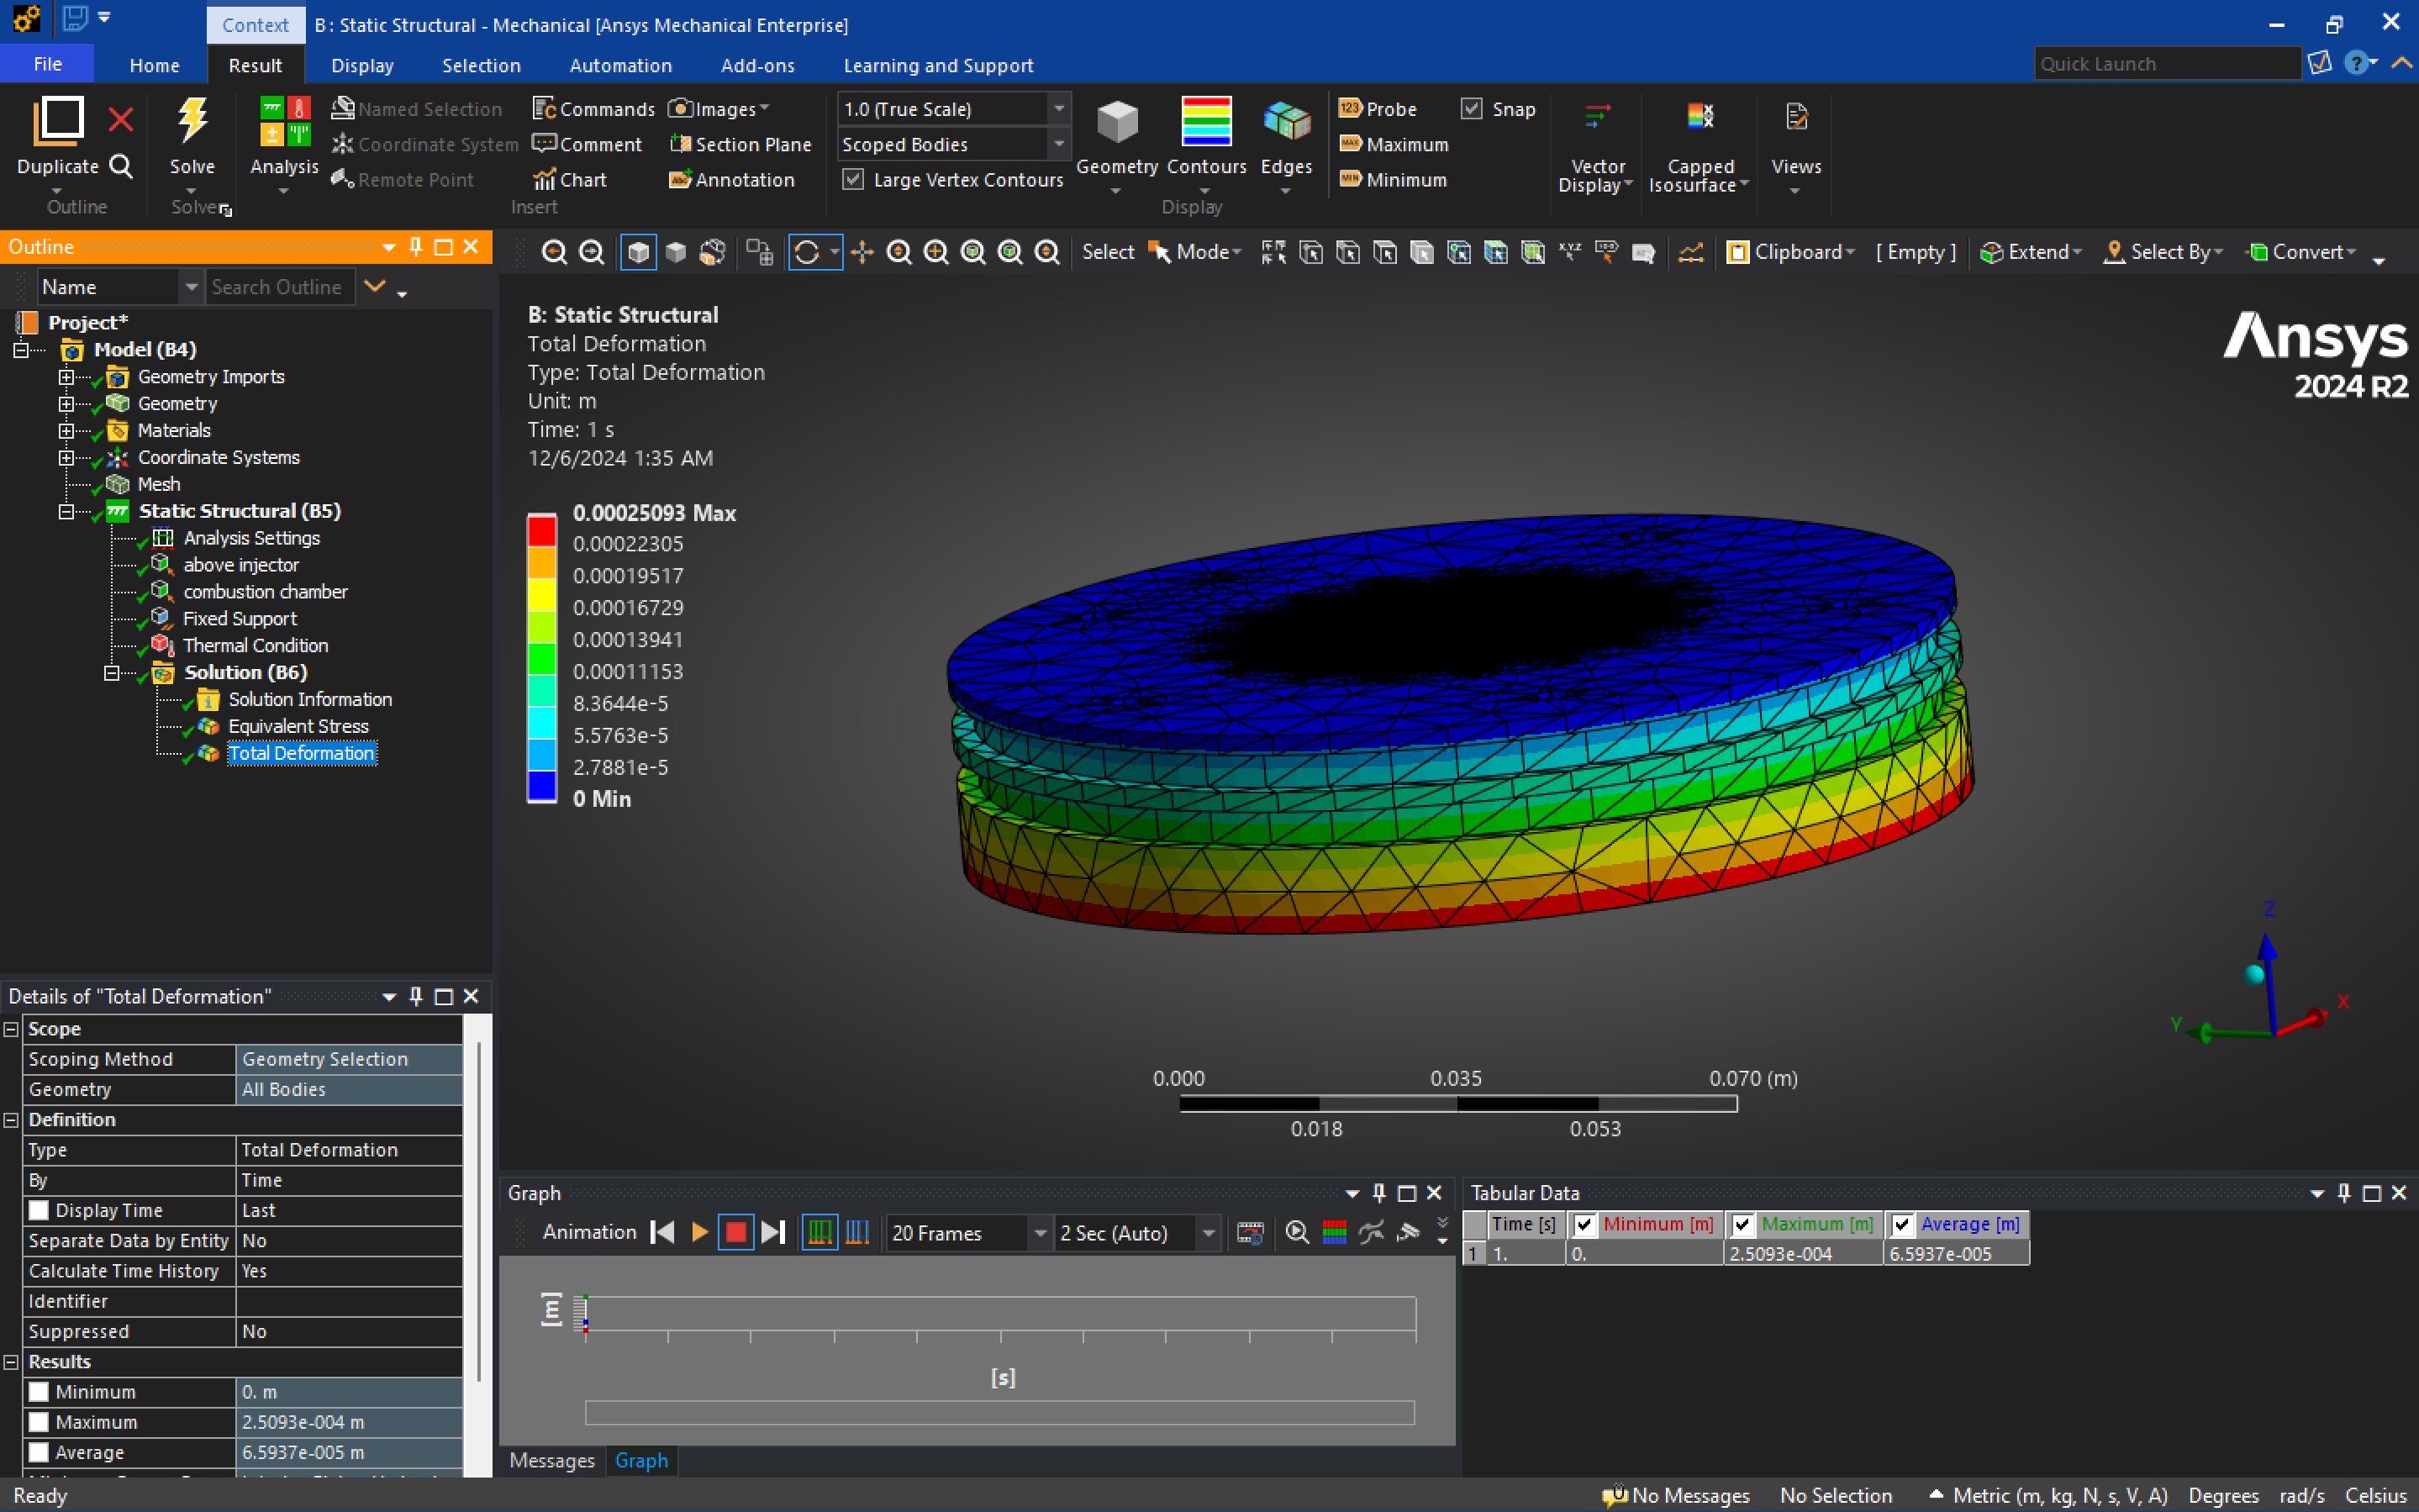 Context
B : Static Structural - Mechanical [Ansys Mechanical Enterprise]
File
Home
Result
Display
Selection
Automation
Add-ons
Learning and Support
Quick Launch
Duplicate
Outline
Solve
Solver
Analysis
Named Selection
Coordinate System
Remote Point
Commands
Comment
Chart
Images
Section Plane
Annotation
Insert
1.0 (True Scale)
Scoped Bodies
Large Vertex Contours
Geometry
Contours
Edges
Display
Probe
Maximum
Minimum
Snap
Vector
Display
Capped
Isosurface
Views
Outline
Name
Search Outline
Project*
Model (B4)
Geometry Imports
Geometry
Materials
Coordinate Systems
Mesh
Static Structural (B5)
Analysis Settings
above injector
combustion chamber
Fixed Support
Thermal Condition
Solution (B6)
Solution Information
Equivalent Stress
Total Deformation
Select
Mode
Clipboard
[ Empty ]
Extend
Select By
Convert
B: Static Structural
Total Deformation
Type: Total Deformation
Unit: m
Time: 1 s
12/6/2024 1:35 AM
0.00025093 Max
0.00022305
0.00019517
0.00016729
0.00013941
0.00011153
8.3644e-5
5.5763e-5
2.7881e-5
0 Min
Ansys
2024 R2
Z
X
Y
0.000
0.035
0.070 (m)
0.018
0.053
Details of "Total Deformation"
Scope
Scoping Method Geometry Selection
Geometry All Bodies
Definition
Type Total Deformation
By Time
Display Time Last
Separate Data by Entity No
Calculate Time History Yes
Identifier
Suppressed No
Results
Minimum 0. m
Maximum 2.5093e-004 m
Average 6.5937e-005 m
Graph
Animation
20 Frames
2 Sec (Auto)
[m]
[s]
Messages
Graph
Tabular Data
Time [s] Minimum [m] Maximum [m] Average [m]
1 1. 0. 2.5093e-004 6.5937e-005
Ready
No Messages
No Selection
Metric (m, kg, N, s, V, A)
Degrees
rad/s
Celsius